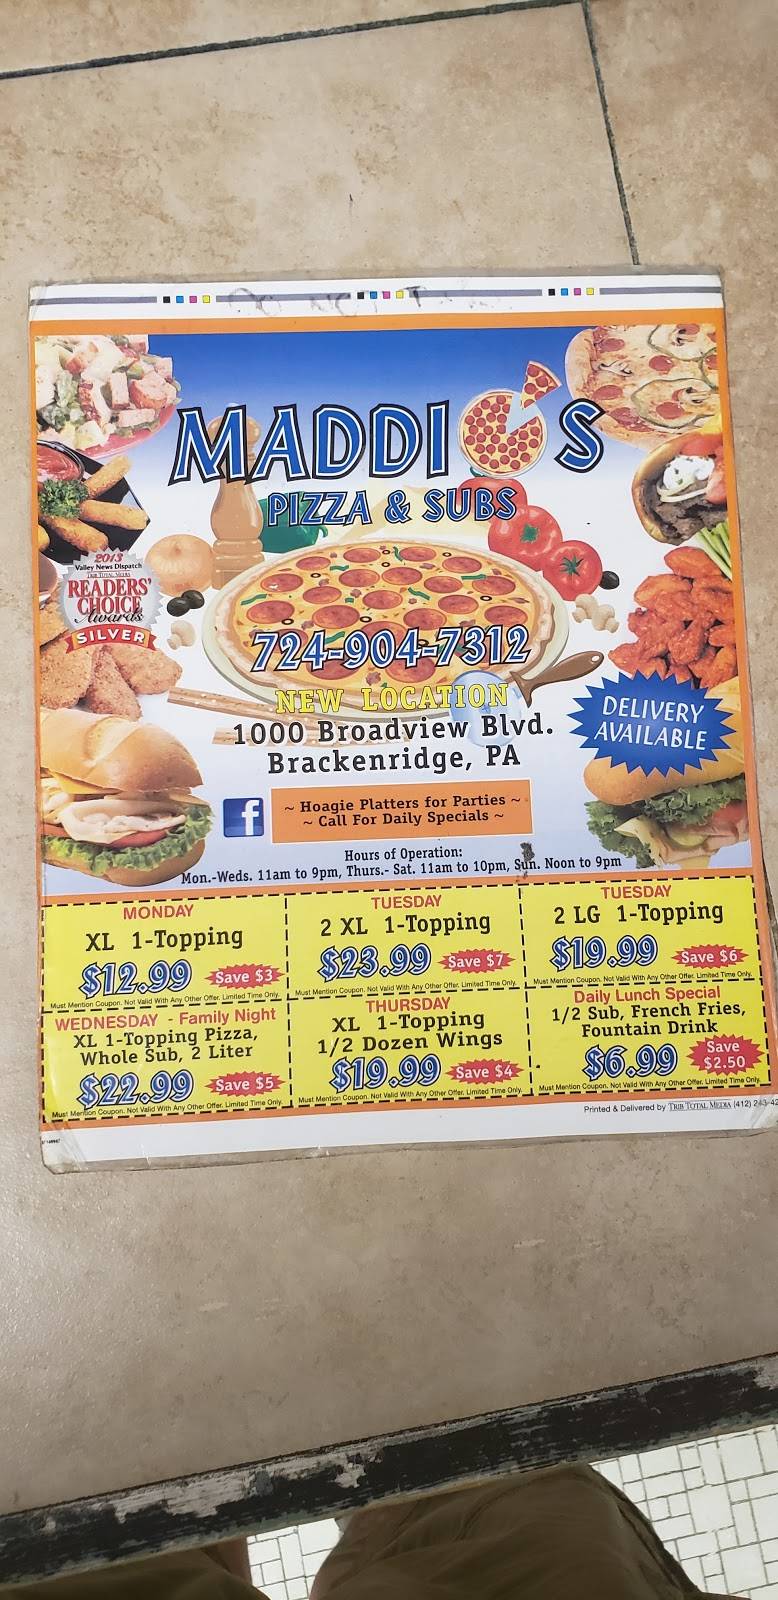 DO NOT
MADDIO'S
PIZZA & SUBS
2013
Valley News Dispatch
TRIB TOTAL MEDIA
READERS'
CHOICE
Awards
SILVER
724-904-7312
NEW LOCATION
1000 Broadview Blvd.
Brackenridge, PA
DELIVERY
AVAILABLE
f
~ Hoagie Platters for Parties ~
~ Call For Daily Specials ~
Hours of Operation:
Mon.-Weds. 11am to 9pm, Thurs.- Sat. 11am to 10pm, Sun. Noon to 9pm
MONDAY
XL 1-Topping
$12.99
Save $3
Must Mention Coupon. Not Valid With Any Other Offer. Limited Time Only.
TUESDAY
2 XL 1-Topping
$23.99
Save $7
Must Mention Coupon. Not Valid With Any Other Offer. Limited Time Only.
TUESDAY
2 LG 1-Topping
$19.99
Save $6
Must Mention Coupon. Not Valid With Any Other Offer. Limited Time Only.
WEDNESDAY - Family Night
XL 1-Topping Pizza,
Whole Sub, 2 Liter
$22.99
Save $5
Must Mention Coupon. Not Valid With Any Other Offer. Limited Time Only.
THURSDAY
XL 1-Topping
1/2 Dozen Wings
$19.99
Save $4
Must Mention Coupon. Not Valid With Any Other Offer. Limited Time Only.
Daily Lunch Special
1/2 Sub, French Fries,
Fountain Drink
$6.99
Save
$2.50
Must Mention Coupon. Not Valid With Any Other Offer. Limited Time Only.
Printed & Delivered by TRIB TOTAL MEDIA (412) 243-42